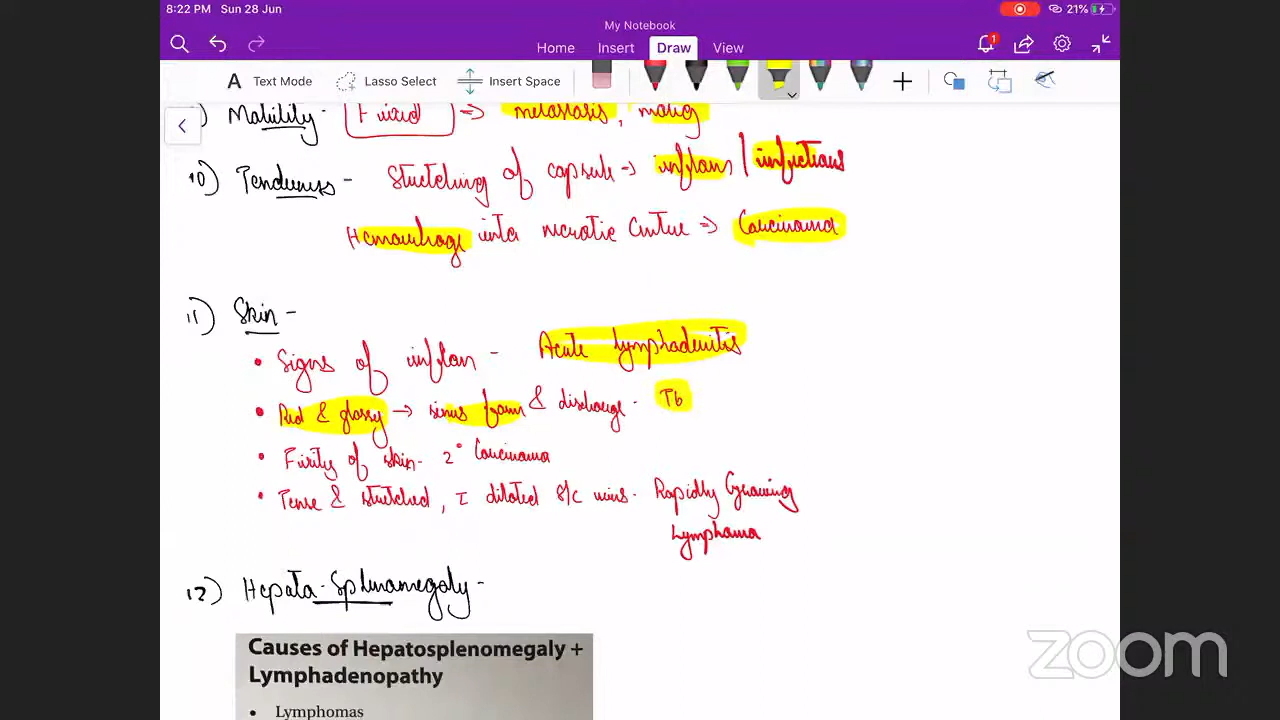 8:22 PM Sun 28 Jun
21%
My Notebook
Home Insert Draw View
1
Text Mode Lasso Select Insert Space
9) Mobility - Fixed => metastasis, malig
10) Tenderness - Stretching of capsule -> inflam / infections
Hemorrhage into necrotic centre => Carcinoma
11) Skin -
• Signs of inflam - Acute lymphadenitis
• Red & glossy -> sinus form & discharge - Tb
• Fixity of skin - 2° Carcinoma
• Tense & stretched, c dilated S/C veins - Rapidly Growing
Lymphoma
12) Hepato-Splenomegaly -
Causes of Hepatosplenomegaly +
Lymphadenopathy
• Lymphomas
zoom